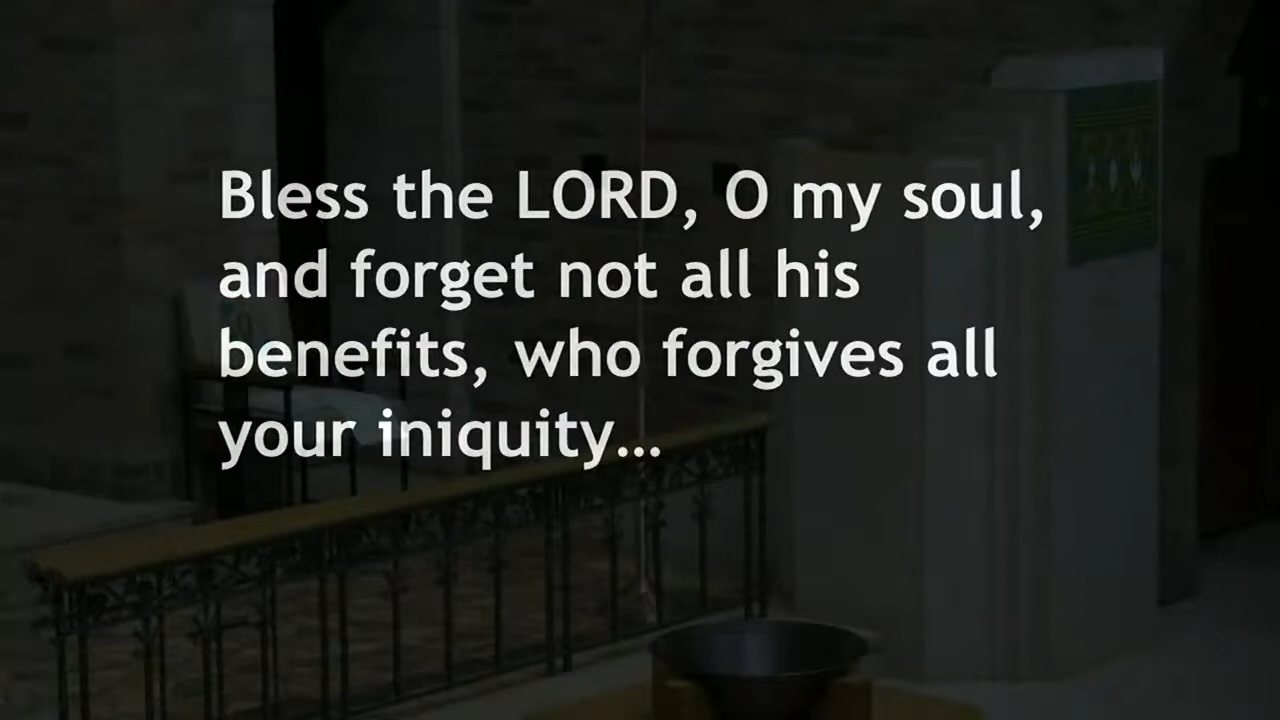 Bless the LORD, O my soul,
and forget not all his
benefits, who forgives all
your iniquity...